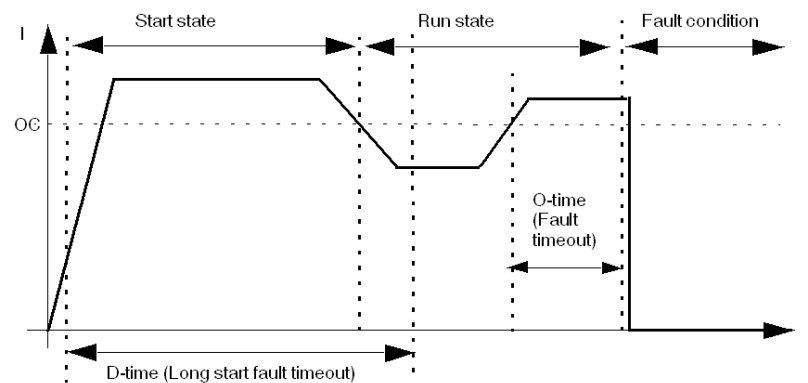 Start state
Run state
Fault condition
I
OC
O-time
(Fault
timeout)
D-time (Long start fault timeout)